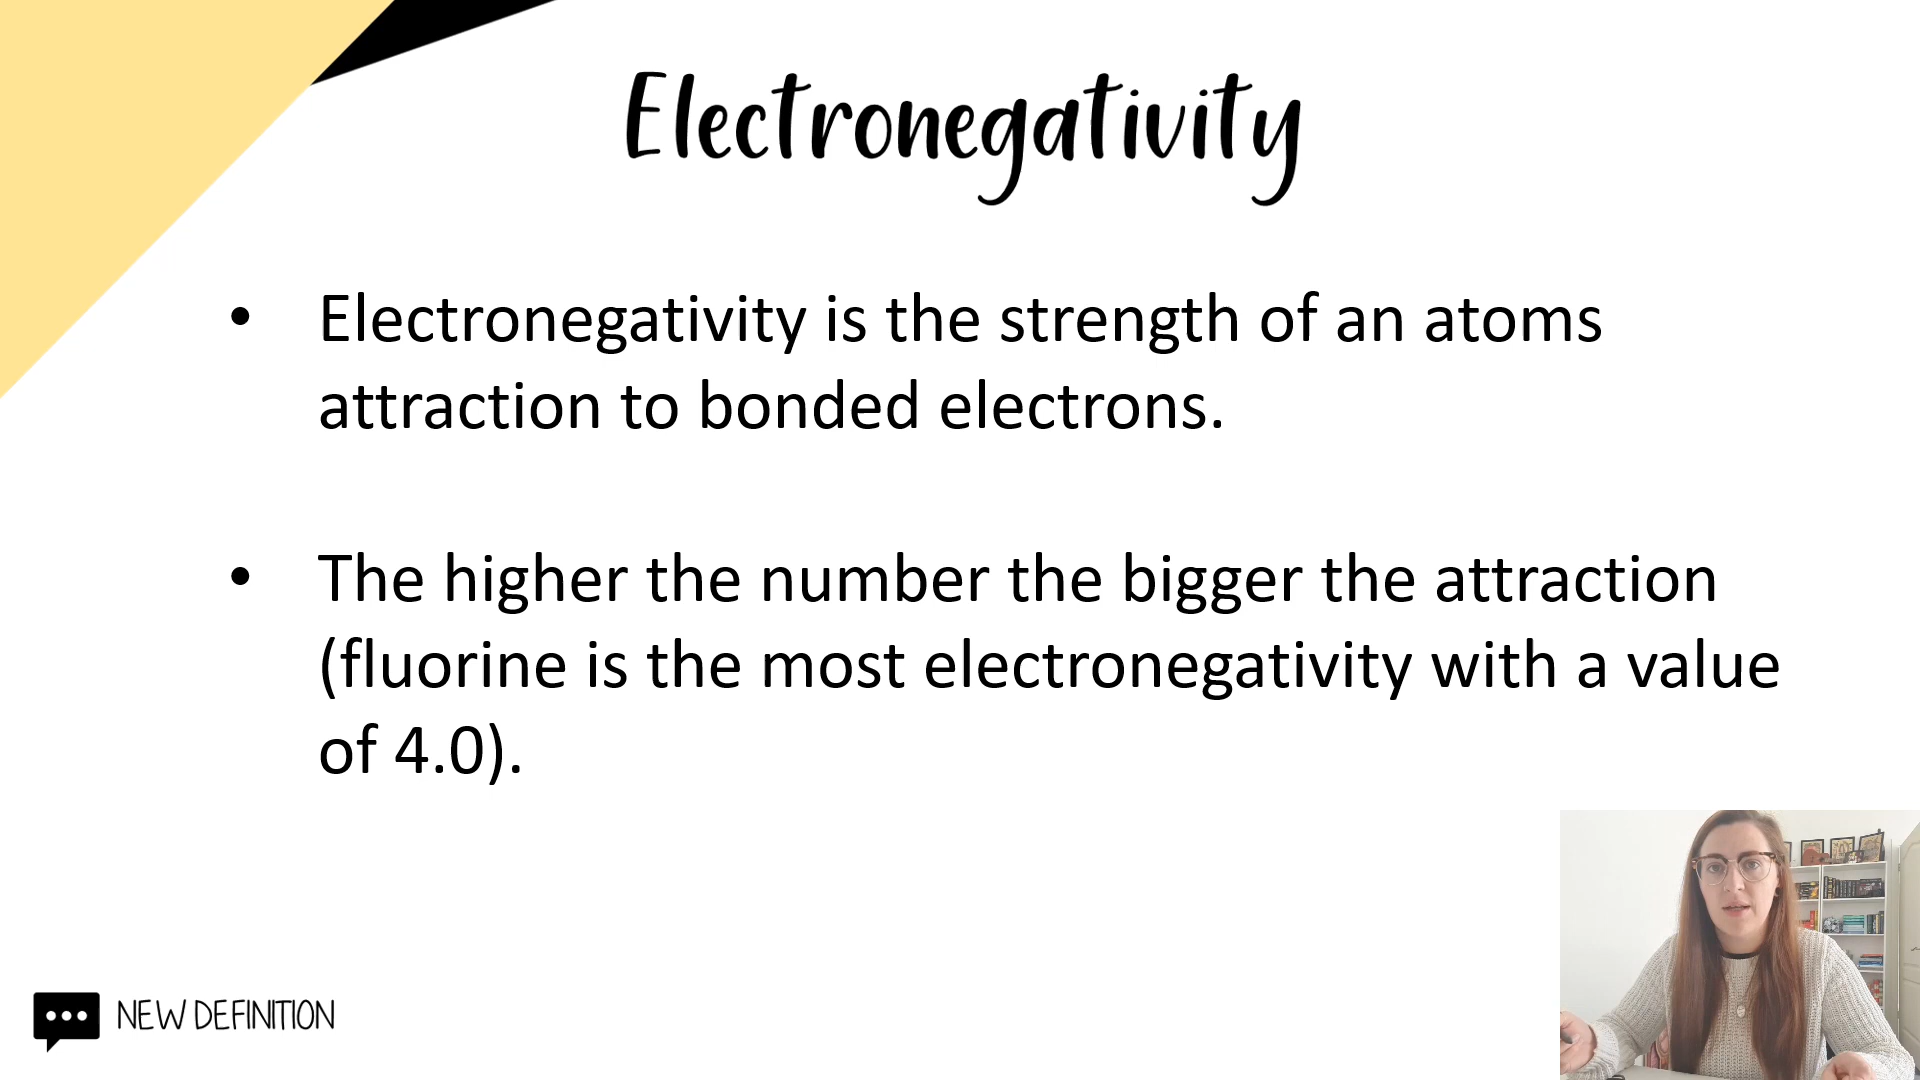 Electronegativity
• Electronegativity is the strength of an atoms
attraction to bonded electrons.
• The higher the number the bigger the attraction
(fluorine is the most electronegativity with a value
of 4.0).
NEW DEFINITION